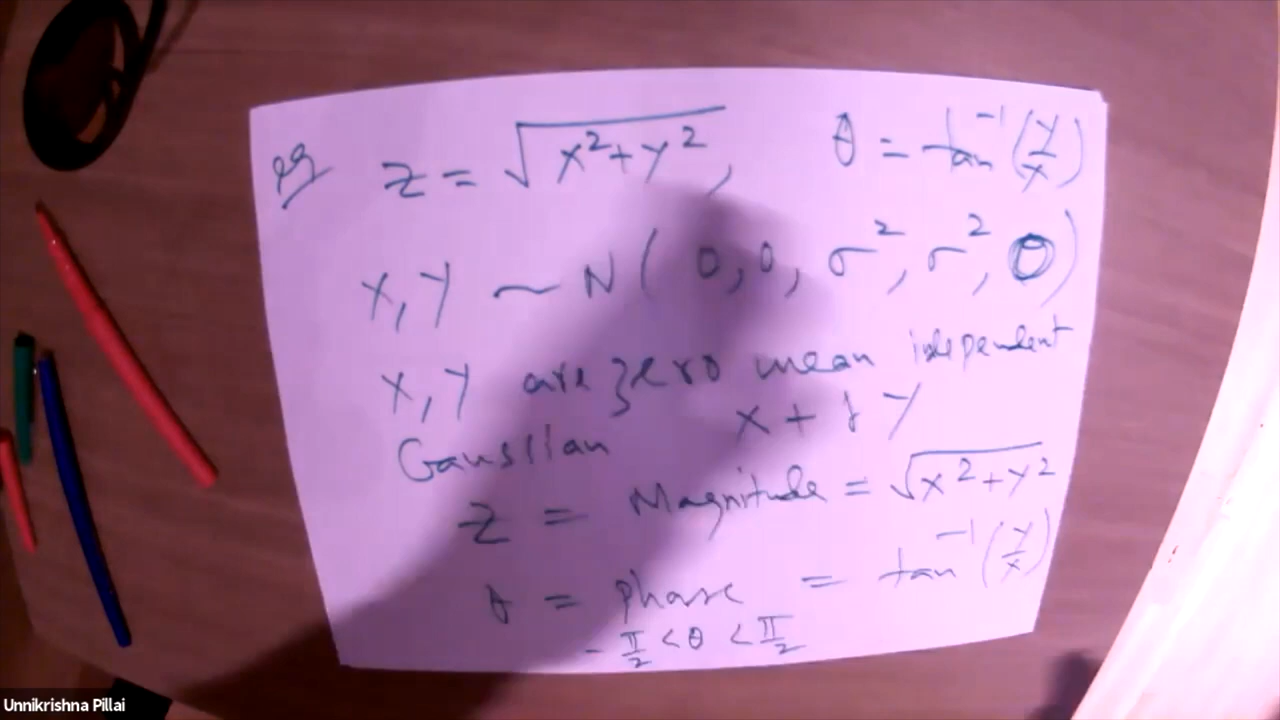 eg z = √x²+y², θ = tan⁻¹(y/x)
x, y ~ N(0, 0, σ², σ², 0)
x, y are zero mean independent
Gaussian x + j y
z = Magnitude = √x²+y²
θ = phase = tan⁻¹(y/x)
-π/2 < θ < π/2
Unnikrishna Pillai